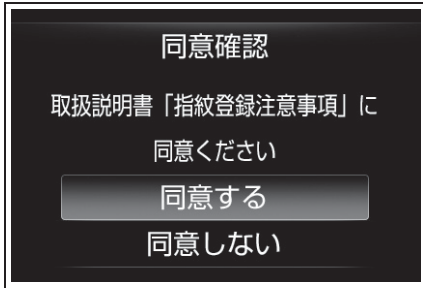 同意確認
取扱説明書「指紋登録注意事項」に
同意ください
同意する
同意しない